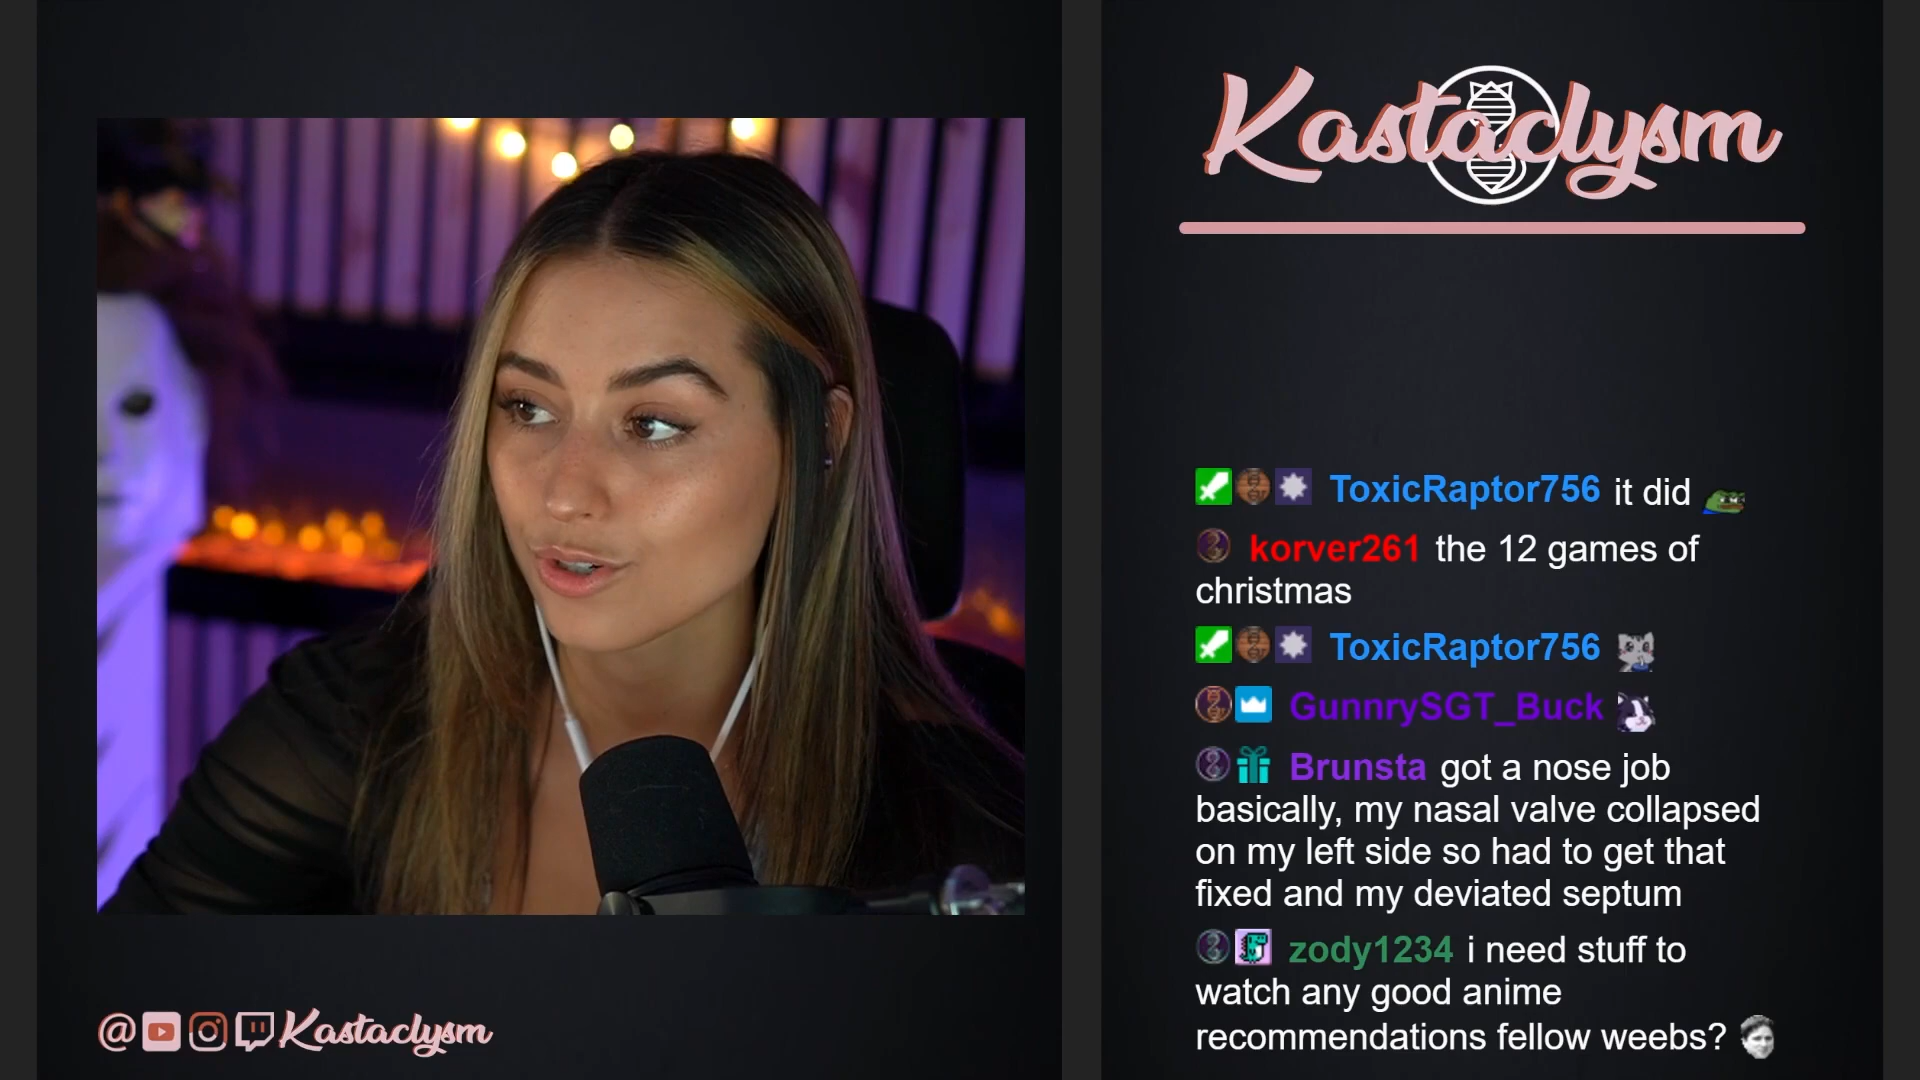 Kastaclysm
ToxicRaptor756 it did
korver261 the 12 games of
christmas
ToxicRaptor756
GunnrySGT_Buck
Brunsta got a nose job
basically, my nasal valve collapsed
on my left side so had to get that
fixed and my deviated septum
zody1234 i need stuff to
watch any good anime
recommendations fellow weebs?
@ Kastaclysm